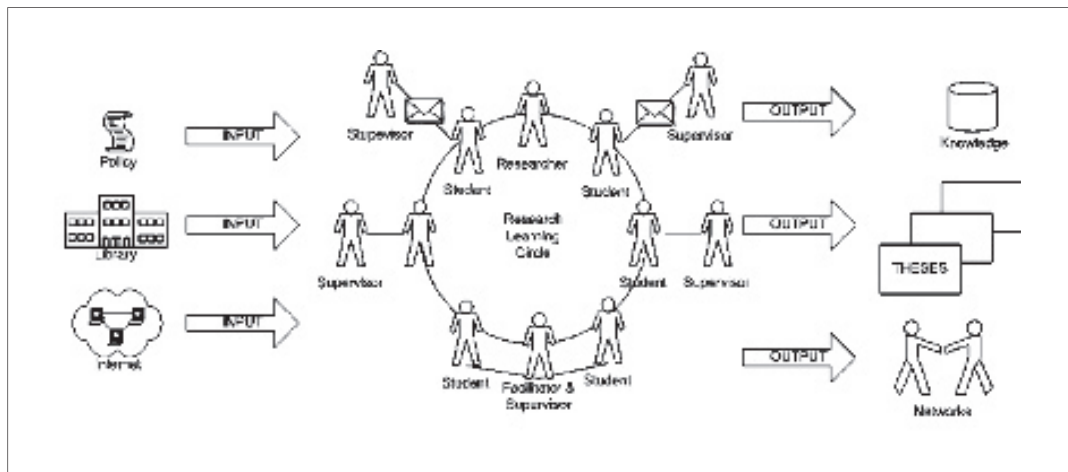 Policy
INPUT
Library
INPUT
Internet
INPUT
Stupevisor
Student
Researcher
Student
Supervisor
Supervisor
Research
Learning
Circle
Student
Supervisor
Student
Facilitator &
Supervisor
Student
OUTPUT
Knowledge
OUTPUT
THESES
OUTPUT
Networks